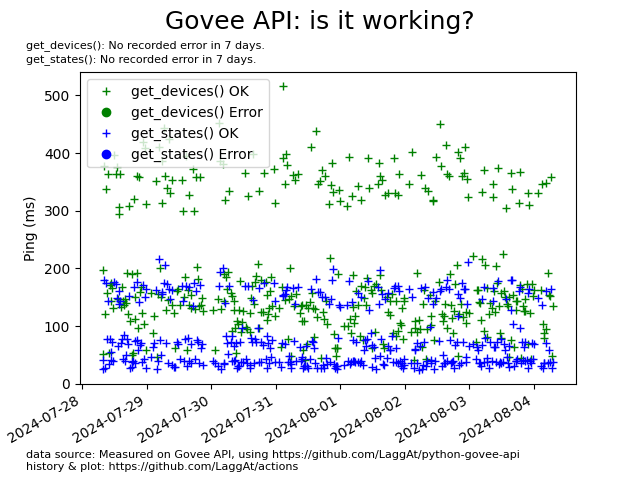 Govee API: is it working?
get_devices(): No recorded error in 7 days.
get_states(): No recorded error in 7 days.
get_devices() OK
get_devices() Error
get_states() OK
get_states() Error
Ping (ms)
500
400
300
200
100
0
2024-07-28
2024-07-29
2024-07-30
2024-07-31
2024-08-01
2024-08-02
2024-08-03
2024-08-04
data source: Measured on Govee API, using https://github.com/LaggAt/python-govee-api
history & plot: https://github.com/LaggAt/actions